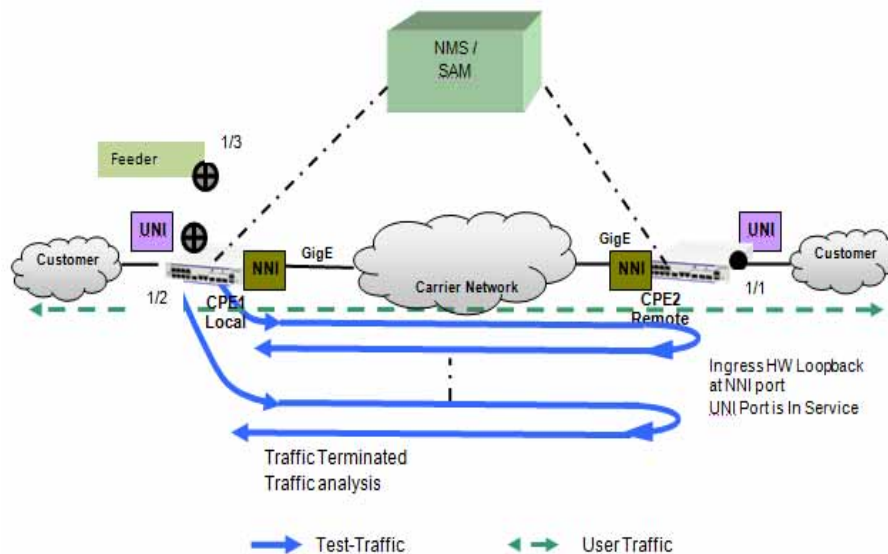 NMS /
SAM
1/3
Feeder
UNI
UNI
Customer
NNI
GigE
Carrier Network
GigE
NNI
Customer
1/2
CPE1
Local
CPE2
Remote
1/1
Ingress HW Loopback
at NNI port
UNI Port is In Service
Traffic Terminated
Traffic analysis
Test-Traffic
User Traffic